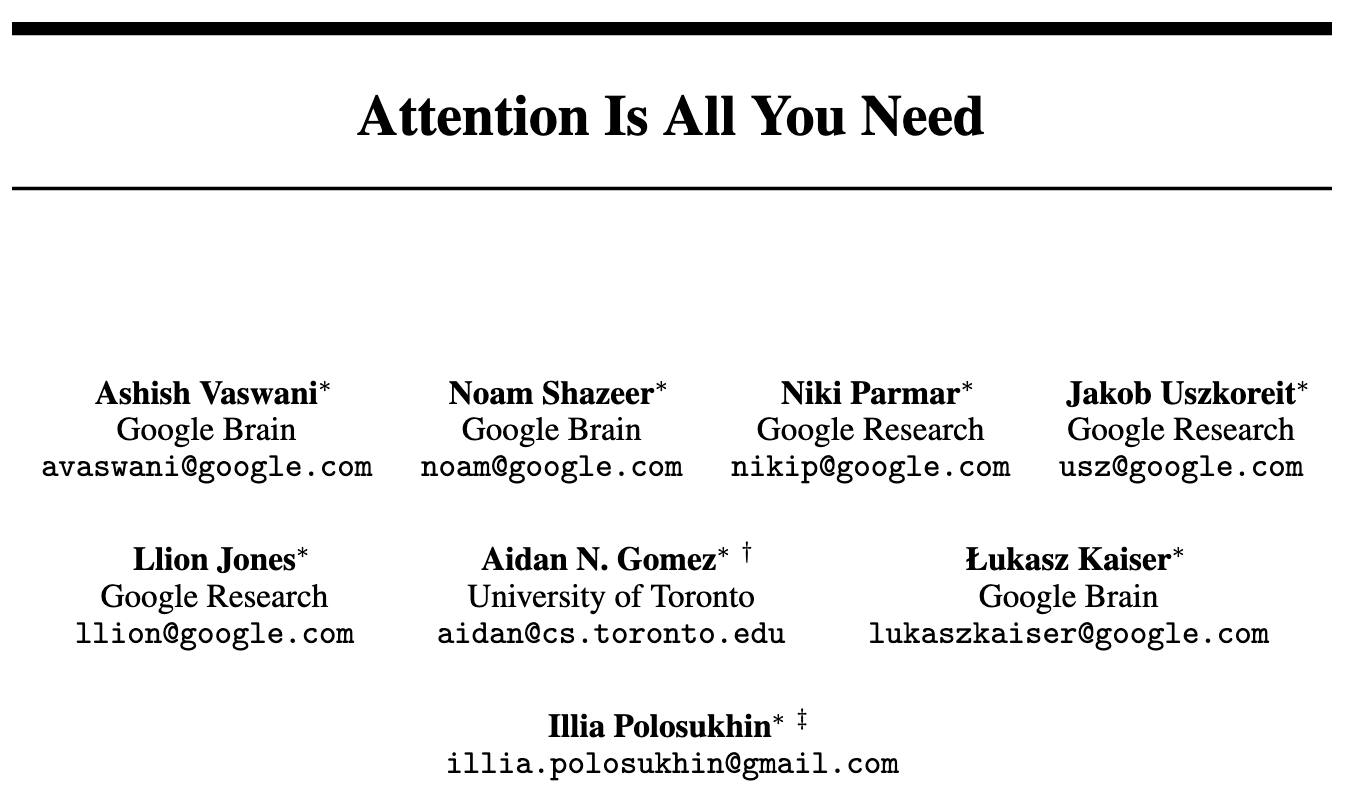 Attention Is All You Need
Ashish Vaswani* Noam Shazeer* Niki Parmar* Jakob Uszkoreit*
Google Brain Google Brain Google Research Google Research
avaswani@google.com noam@google.com nikip@google.com usz@google.com
Llion Jones* Aidan N. Gomez* † Łukasz Kaiser*
Google Research University of Toronto Google Brain
llion@google.com aidan@cs.toronto.edu lukaszkaiser@google.com
Illia Polosukhin* ‡
illia.polosukhin@gmail.com